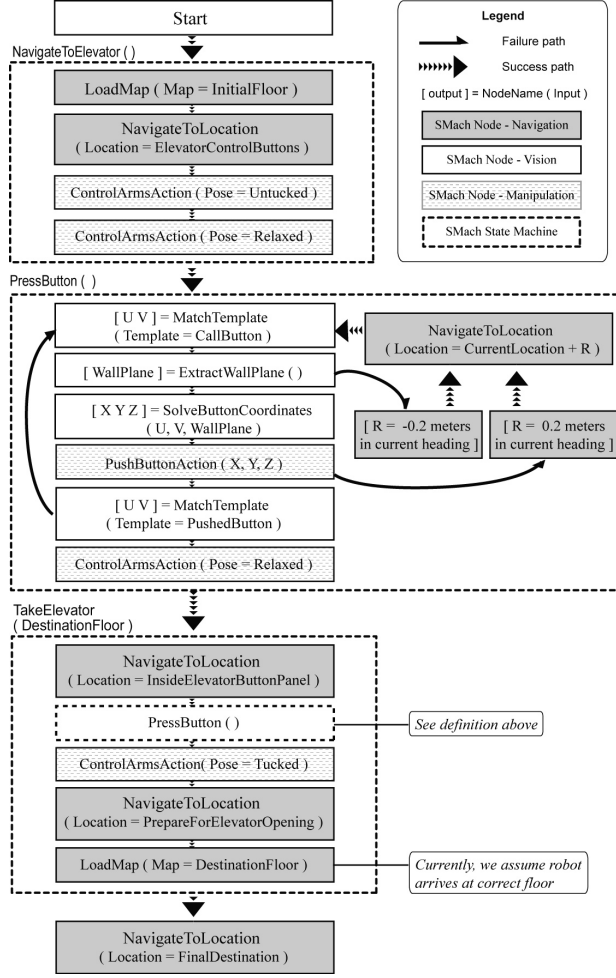 Start
NavigateToElevator ( )
LoadMap ( Map = InitialFloor )
NavigateToLocation
( Location = ElevatorControlButtons )
ControlArmsAction ( Pose = Untucked )
ControlArmsAction ( Pose = Relaxed )
Legend
Failure path
Success path
[ output ] = NodeName ( Input )
SMach Node - Navigation
SMach Node - Vision
SMach Node - Manipulation
SMach State Machine
PressButton ( )
[ U V ] = MatchTemplate
( Template = CallButton )
[ WallPlane ] = ExtractWallPlane ( )
[ X Y Z ] = SolveButtonCoordinates
( U, V, WallPlane )
PushButtonAction ( X, Y, Z )
[ U V ] = MatchTemplate
( Template = PushedButton )
ControlArmsAction ( Pose = Relaxed )
NavigateToLocation
( Location = CurrentLocation + R )
[ R = -0.2 meters
in current heading ]
[ R = 0.2 meters
in current heading ]
TakeElevator
( DestinationFloor )
NavigateToLocation
( Location = InsideElevatorButtonPanel )
PressButton ( )
See definition above
ControlArmsAction( Pose = Tucked )
NavigateToLocation
( Location = PrepareForElevatorOpening )
LoadMap ( Map = DestinationFloor )
Currently, we assume robot
arrives at correct floor
NavigateToLocation
( Location = FinalDestination )